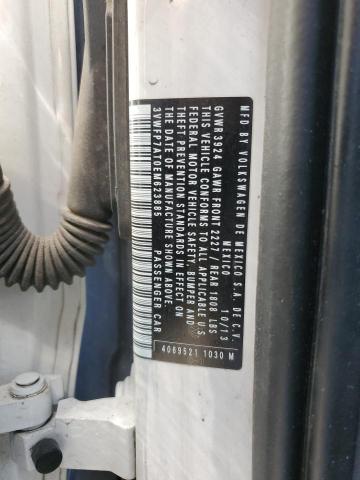 MFD BY VOLKSWAGEN DE MEXICO S.A. DE C.V.
MEXICO 10/13
GVWR 3924 GAWR FRONT 2227 / REAR 1808 LBS
THIS VEHICLE CONFORMS TO ALL APPLICABLE U.S.
FEDERAL MOTOR VEHICLE SAFETY, BUMPER AND
THEFT PREVENTION STANDARDS IN EFFECT ON
THE DATE OF MANUFACTURE SHOWN ABOVE.
3VWFP7AT0EM623885 PASSENGER CAR
4069521 1030 M